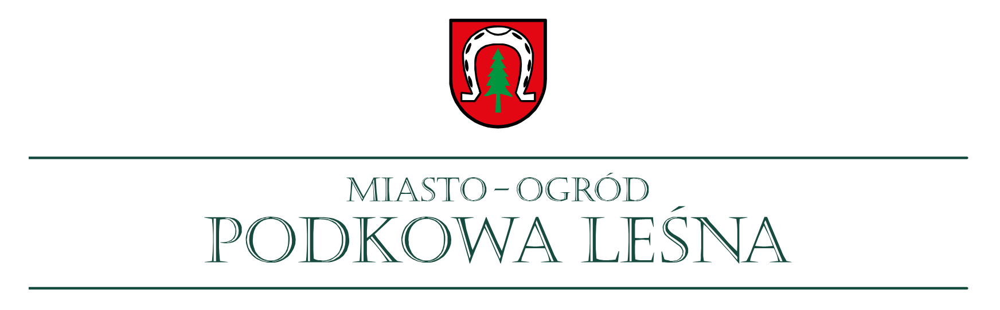 MIASTO – OGRÓD
PODKOWA LEŚNA